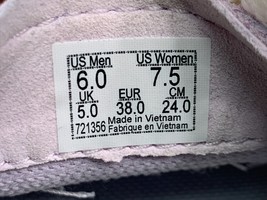 US Men US Women
6.0 7.5
UK EUR CM
5.0 38.0 24.0
Made in Vietnam
721356 Fabrique en Vietnam